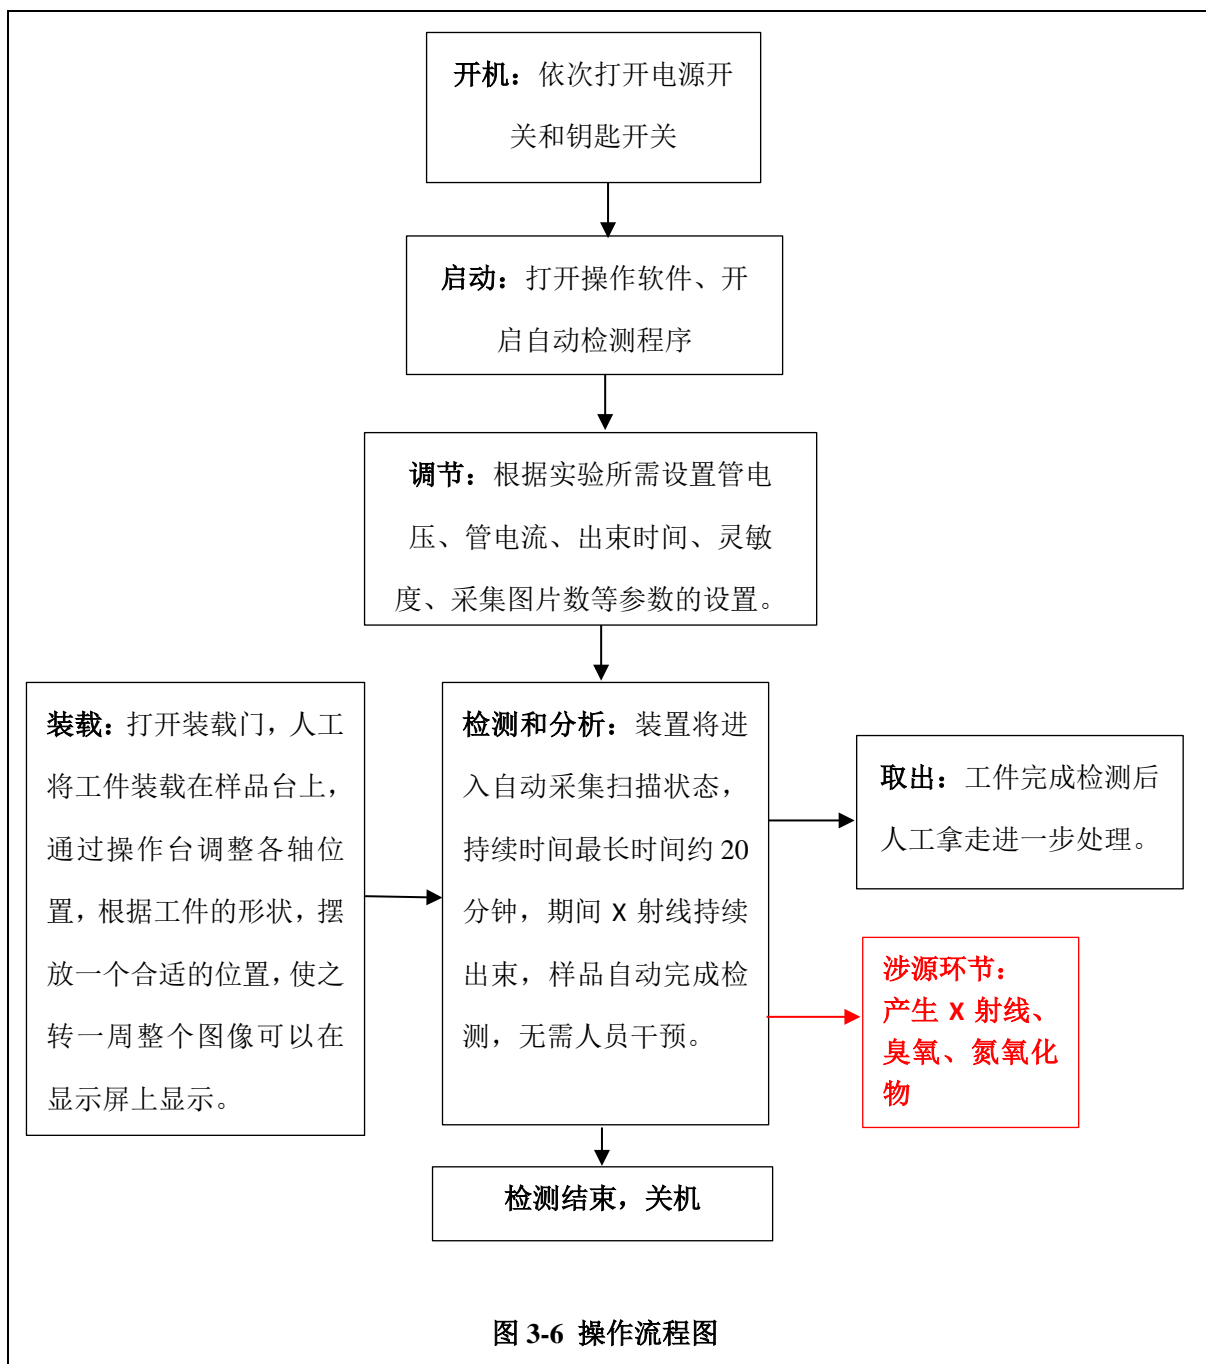 开机：依次打开电源开
关和钥匙开关
启动：打开操作软件、开
启自动检测程序
调节：根据实验所需设置管电
压、管电流、出束时间、灵敏
度、采集图片数等参数的设置。
装载：打开装载门，人工
将工件装载在样品台上，
通过操作台调整各轴位
置，根据工件的形状，摆
放一个合适的位置，使之
转一周整个图像可以在
显示屏上显示。
检测和分析：装置将进
入自动采集扫描状态，
持续时间最长时间约 20
分钟，期间 X 射线持续
出束，样品自动完成检
测，无需人员干预。
取出：工件完成检测后
人工拿走进一步处理。
涉源环节：
产生 X 射线、
臭氧、氮氧化
物
检测结束，关机
图 3-6 操作流程图